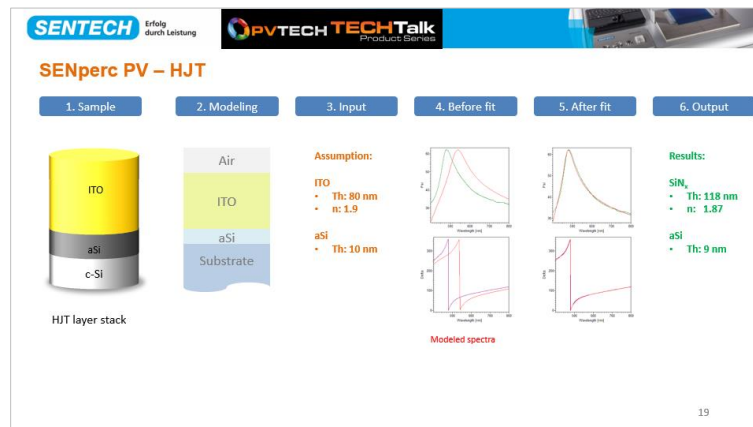 SENTECH Erfolg
durch Leistung
PVTECH TECHTalk
Product Series
SENperc PV – HJT
1. Sample
2. Modeling
3. Input
4. Before fit
5. After fit
6. Output
ITO
aSi
c-Si
HJT layer stack
Air
ITO
aSi
Substrate
Assumption:
ITO
• Th: 80 nm
• n: 1.9
aSi
• Th: 10 nm
Modeled spectra
Results:
SiNx
• Th: 118 nm
• n: 1.87
aSi
• Th: 9 nm
19